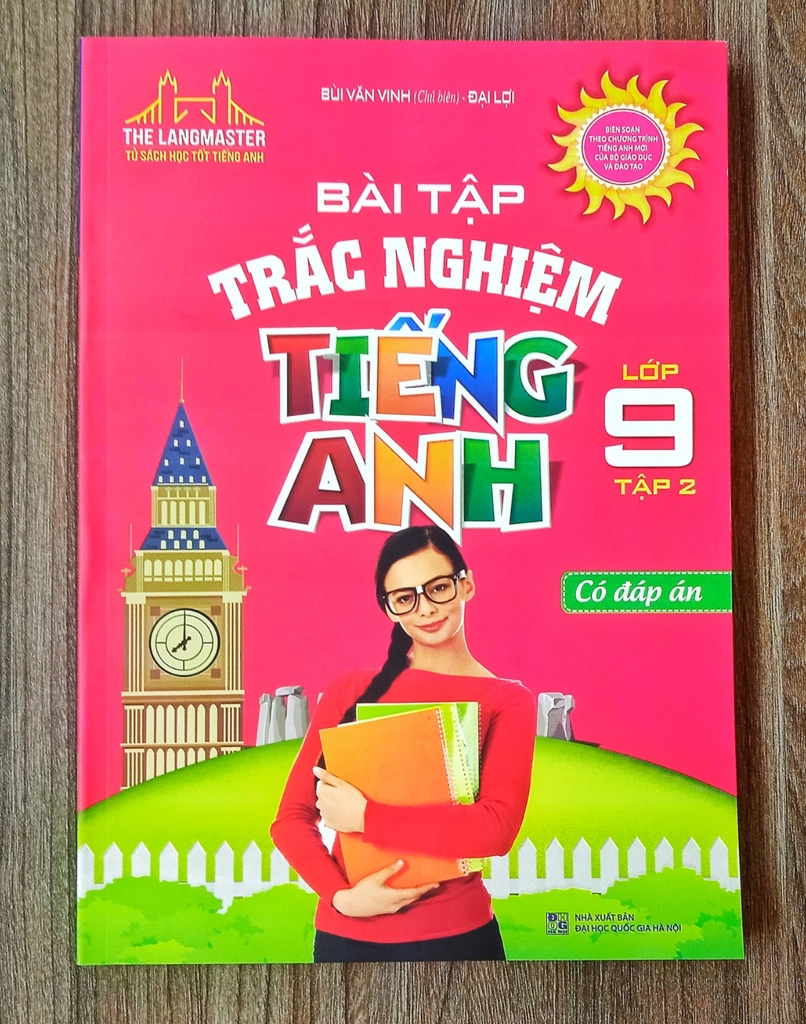 THE LANGMASTER
TỦ SÁCH HỌC TỐT TIẾNG ANH
BÙI VĂN VINH (Chủ biên) - ĐẠI LỢI
BIÊN SOẠN
THEO CHƯƠNG TRÌNH
TIẾNG ANH MỚI
CỦA BỘ GIÁO DỤC
VÀ ĐÀO TẠO
BÀI TẬP
TRẮC NGHIỆM
TIẾNG
ANH
LỚP
9
TẬP 2
Có đáp án
NHÀ XUẤT BẢN
ĐẠI HỌC QUỐC GIA HÀ NỘI